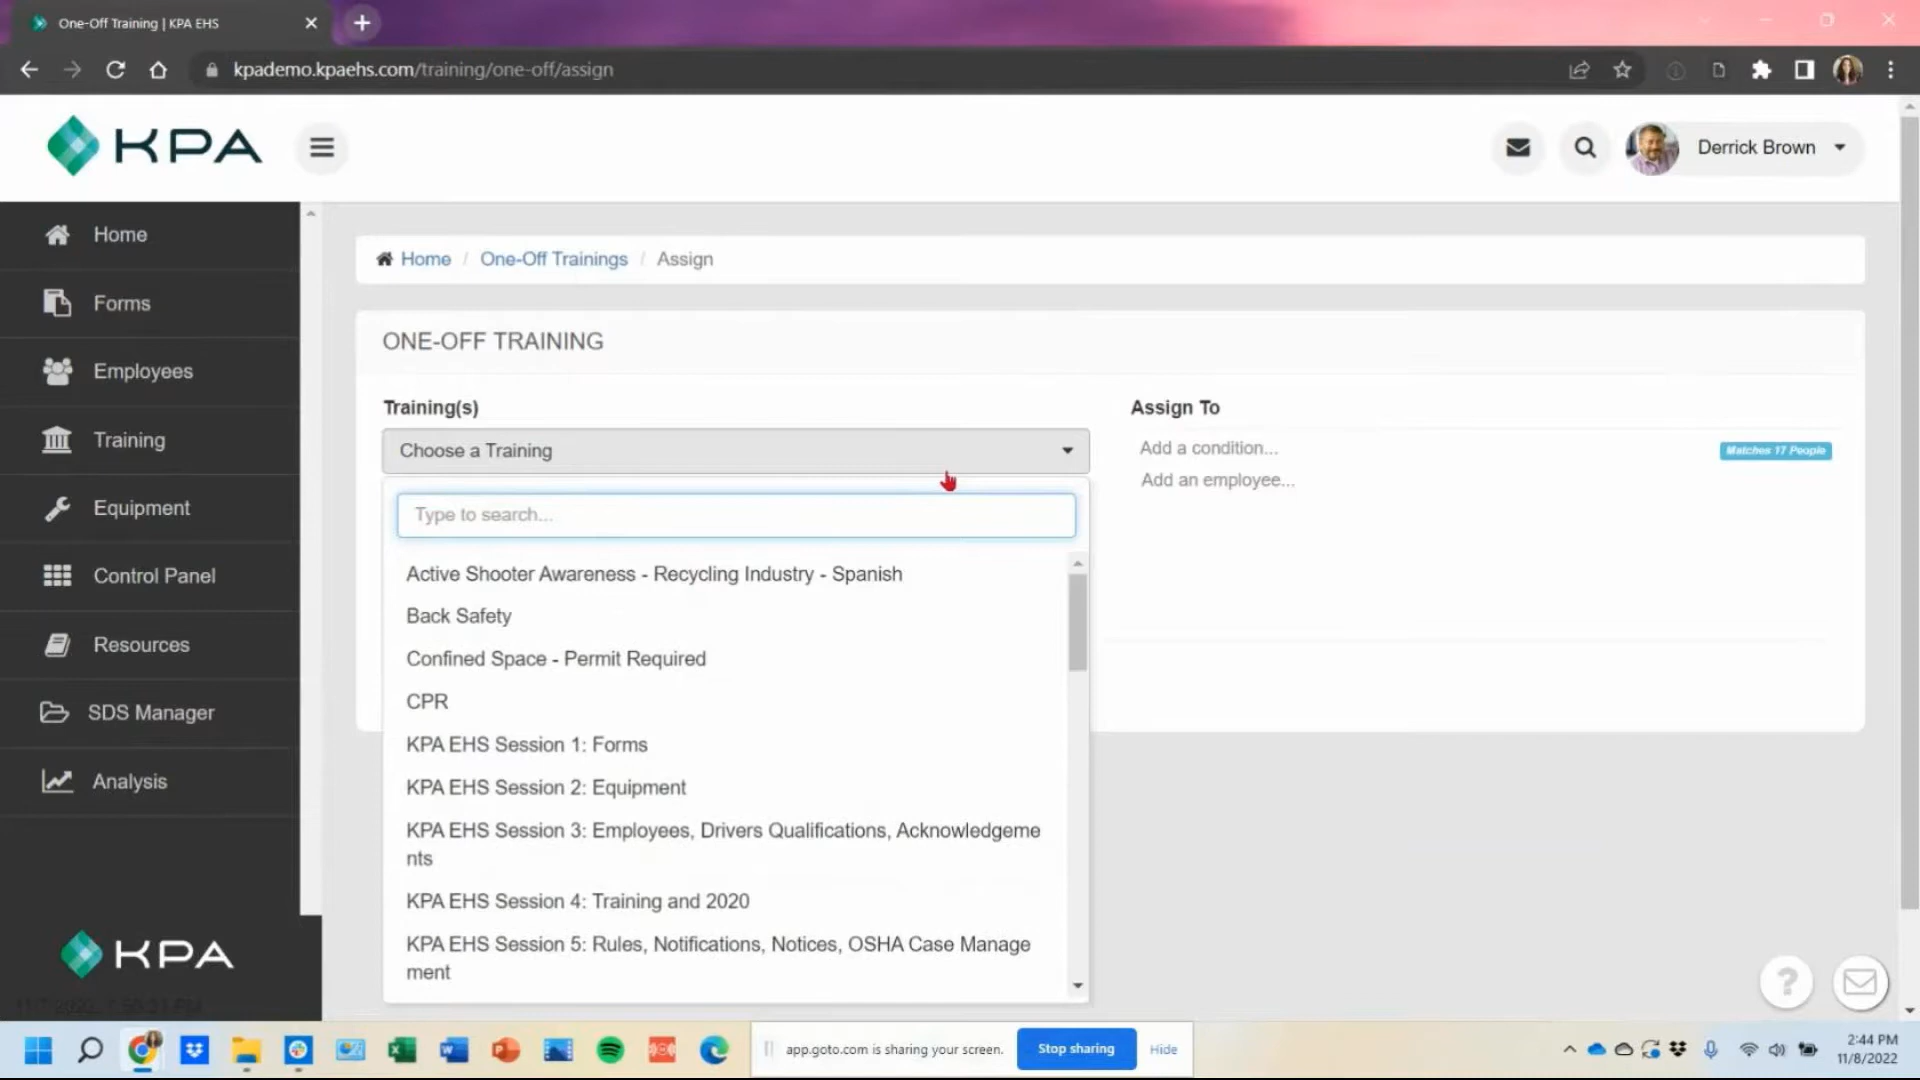 One-Off Training | KPA EHS
kpademo.kpaehs.com/training/one-off/assign
KPA
Derrick Brown
Home
Forms
Employees
Training
Equipment
Control Panel
Resources
SDS Manager
Analysis
KPA
Home / One-Off Trainings / Assign
ONE-OFF TRAINING
Training(s)
Choose a Training
Type to search...
Active Shooter Awareness - Recycling Industry - Spanish
Back Safety
Confined Space - Permit Required
CPR
KPA EHS Session 1: Forms
KPA EHS Session 2: Equipment
KPA EHS Session 3: Employees, Drivers Qualifications, Acknowledgeme
nts
KPA EHS Session 4: Training and 2020
KPA EHS Session 5: Rules, Notifications, Notices, OSHA Case Manage
ment
Assign To
Add a condition...
Matches 17 People
Add an employee...
app.goto.com is sharing your screen.
Stop sharing
Hide
2:44 PM
11/8/2022